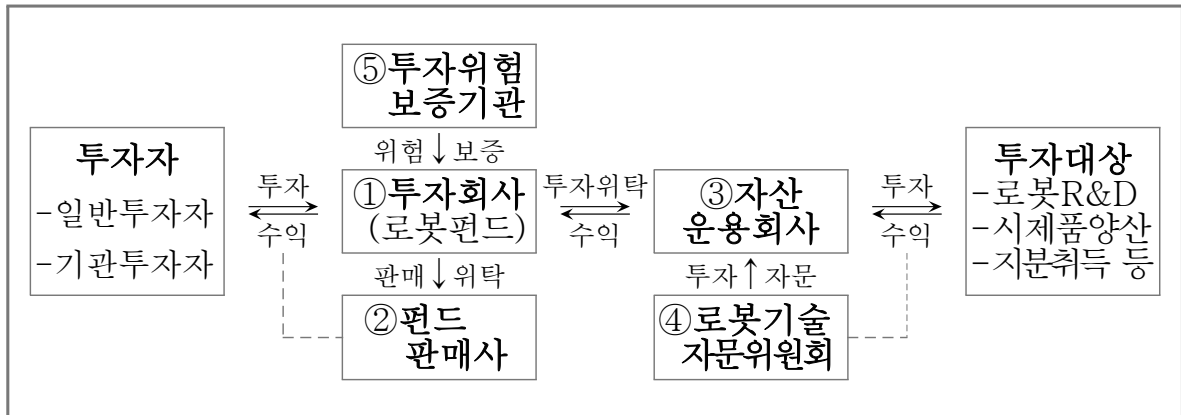 ⑤투자위험
보증기관
위험↓보증
투자자
-일반투자자
-기관투자자
투자
수익
①투자회사
(로봇펀드)
투자위탁
수익
③자산
운용회사
투자
수익
투자대상
-로봇R&D
-시제품양산
-지분취득 등
판매↓위탁
②펀드
판매사
투자↑자문
④로봇기술
자문위원회